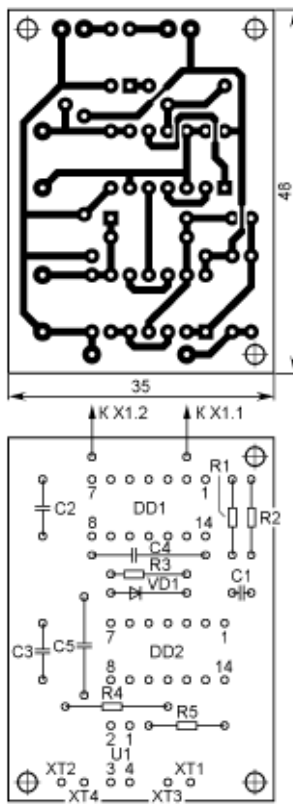 48
35
К X1.2 К X1.1
R1
7 1
C2 DD1 R2
8 14
C4
R3 C1
VD1
7 1
C3 C5 DD2
8 14
R4
R5
2 1
U1
3 4
XT2 XT1
XT4 XT3